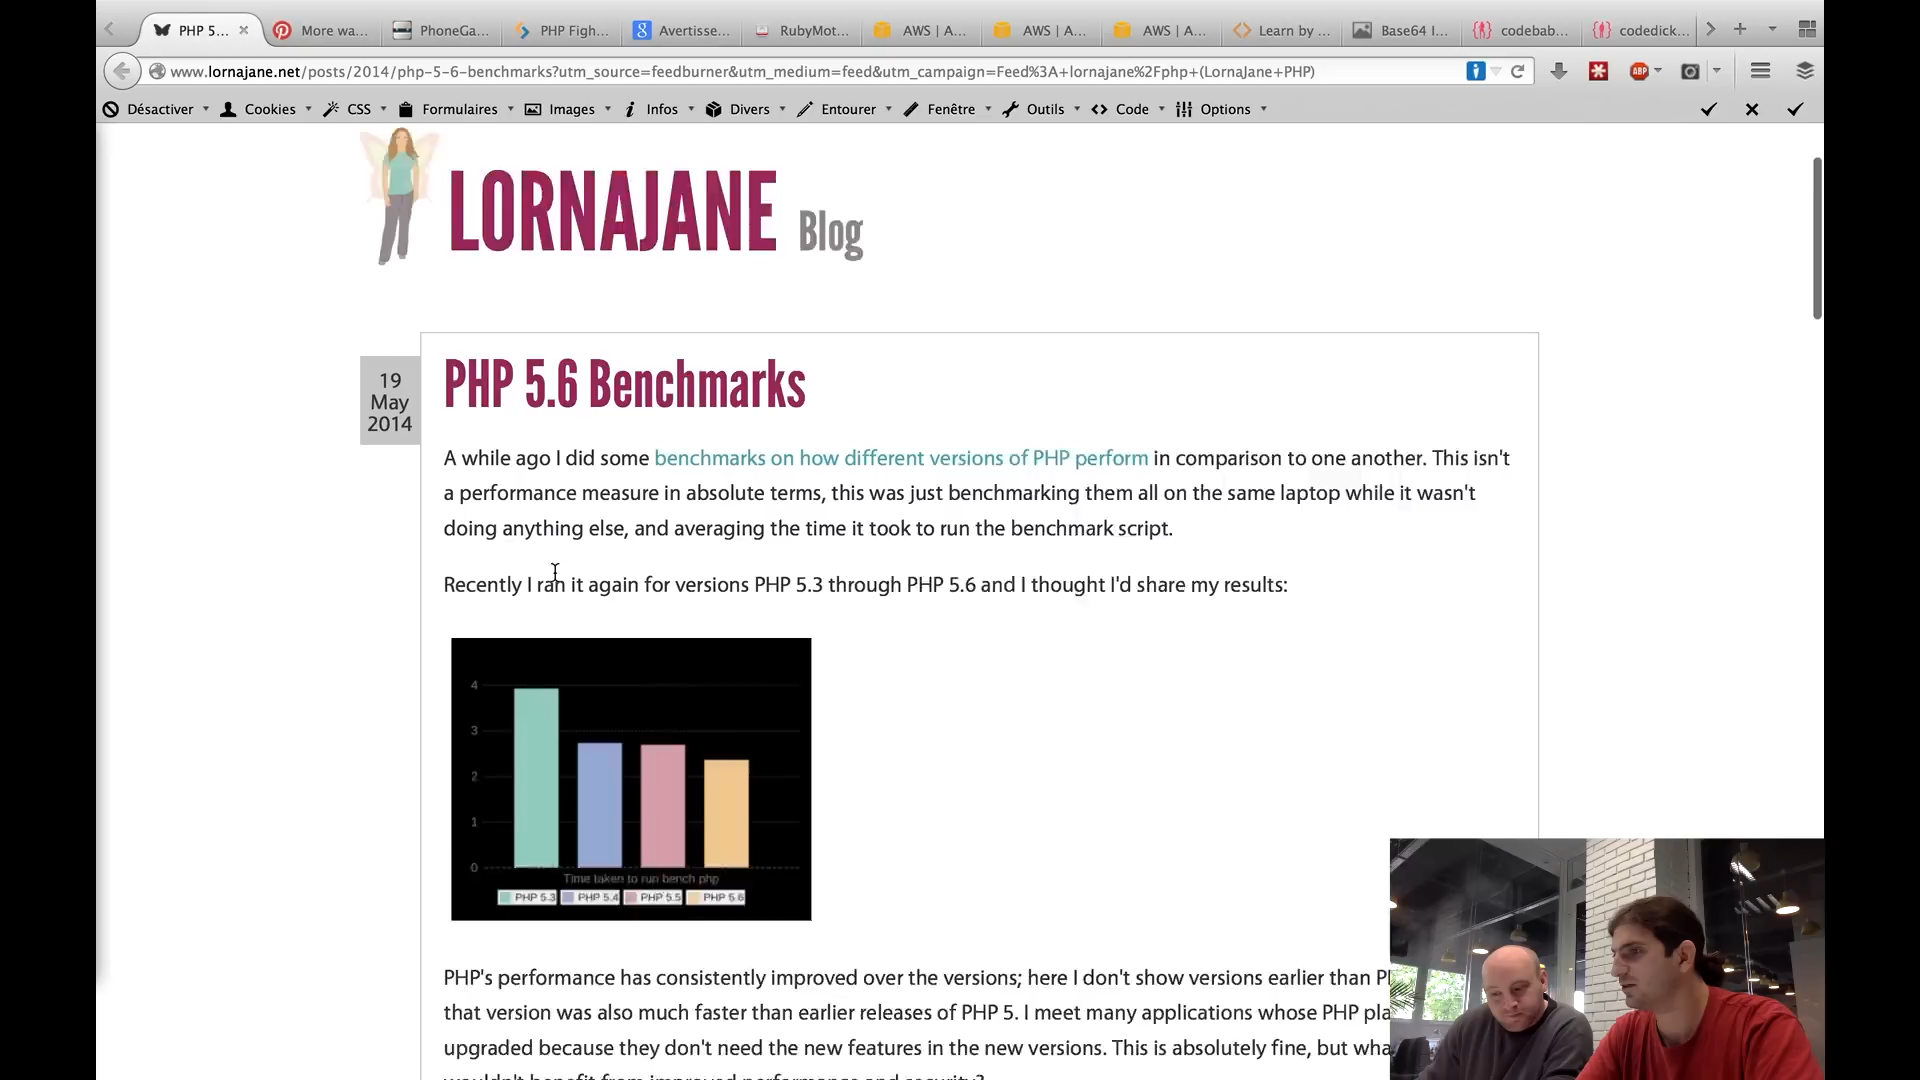 PHP 5... More wa... PhoneGa... PHP Figh... Avertisse... RubyMot... AWS | A... AWS | A... AWS | A... Learn by ... Base64 I... codebab... codedick...
www.lornajane.net/posts/2014/php-5-6-benchmarks?utm_source=feedburner&utm_medium=feed&utm_campaign=Feed%3A+lornajane%2Fphp+(LornaJane+PHP)
ABP
Désactiver Cookies CSS Formulaires Images Infos Divers Entourer Fenêtre Outils Code Options
LORNAJANE Blog
19
May
2014
PHP 5.6 Benchmarks
A while ago I did some benchmarks on how different versions of PHP perform in comparison to one another. This isn't
a performance measure in absolute terms, this was just benchmarking them all on the same laptop while it wasn't
doing anything else, and averaging the time it took to run the benchmark script.
Recently I ran it again for versions PHP 5.3 through PHP 5.6 and I thought I'd share my results:
4
3
2
1
0
Time taken to run bench php
PHP 5.3 PHP 5.4 PHP 5.5 PHP 5.6
PHP's performance has consistently improved over the versions; here I don't show versions earlier than
that version was also much faster than earlier releases of PHP 5. I meet many applications whose PHP
upgraded because they don't need the new features in the new versions. This is absolutely fine, but
wouldn't benefit from improved performance and security?